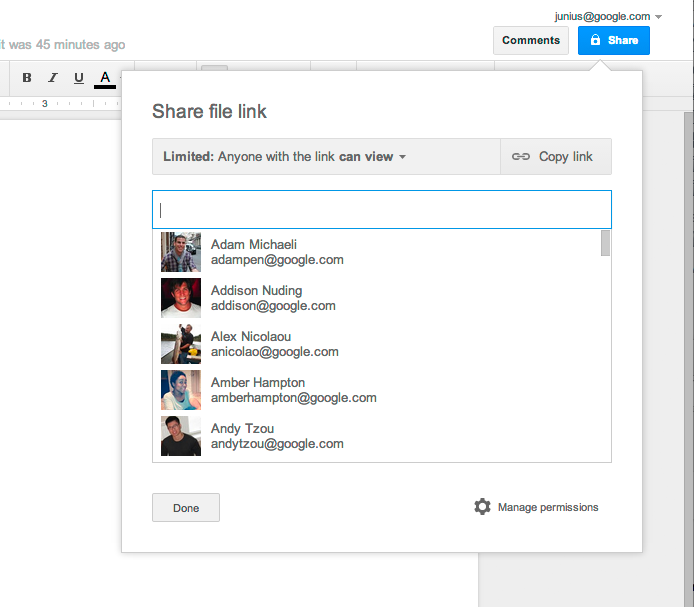 junius@google.com
it was 45 minutes ago
Comments
Share
B I U A
3
Share file link
Limited: Anyone with the link can view
Copy link
Adam Michaeli
adampen@google.com
Addison Nuding
addison@google.com
Alex Nicolaou
anicolao@google.com
Amber Hampton
amberhampton@google.com
Andy Tzou
andytzou@google.com
Done
Manage permissions